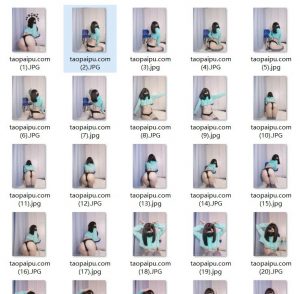 taopaipu.com
(1).JPG
taopaipu.com
(2).JPG
taopaipu.com
(3).jpg
taopaipu.com
(4).JPG
taopaipu.com
(5).jpg
taopaipu.com
(6).JPG
taopaipu.com
(7).JPG
taopaipu.com
(8).JPG
taopaipu.com
(9).jpg
taopaipu.com
(10).JPG
taopaipu.com
(11).jpg
taopaipu.com
(12).JPG
taopaipu.com
(13).jpg
taopaipu.com
(14).JPG
taopaipu.com
(15).jpg
taopaipu.com
(16).JPG
taopaipu.com
(17).jpg
taopaipu.com
(18).JPG
taopaipu.com
(19).jpg
taopaipu.com
(20).JPG